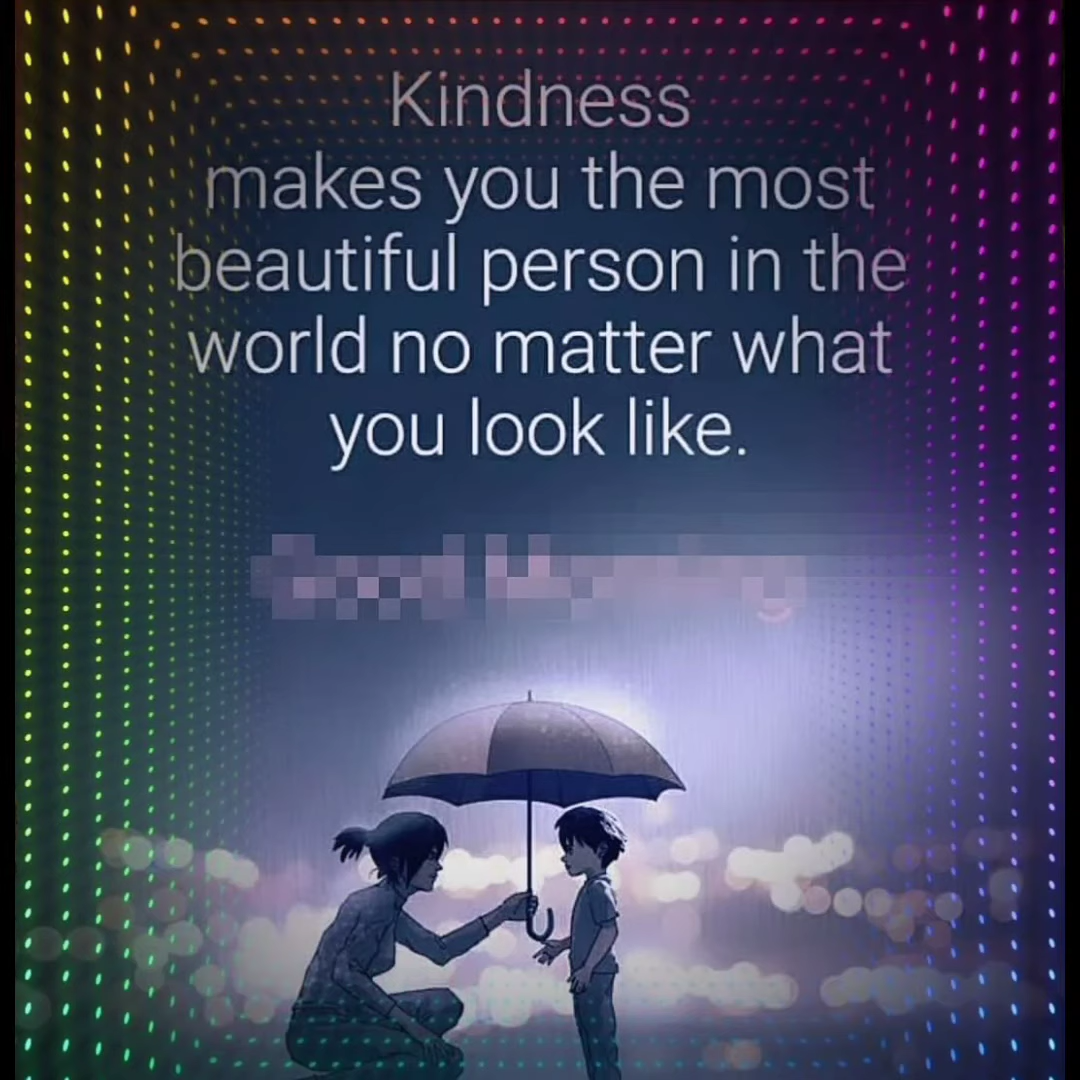 Kindness
makes you the most
beautiful person in the
world no matter what
you look like.